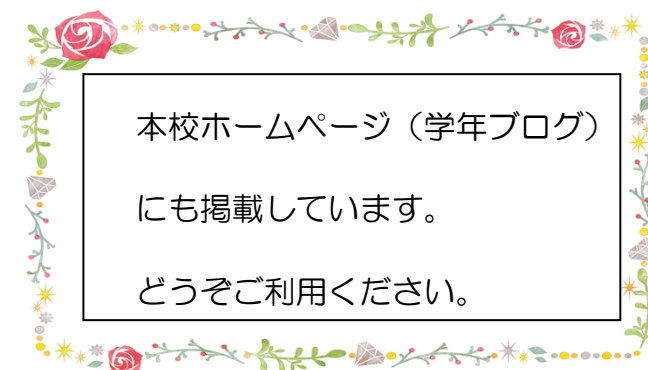 本校ホームページ（学年ブログ）
にも掲載しています。
どうぞご利用ください。